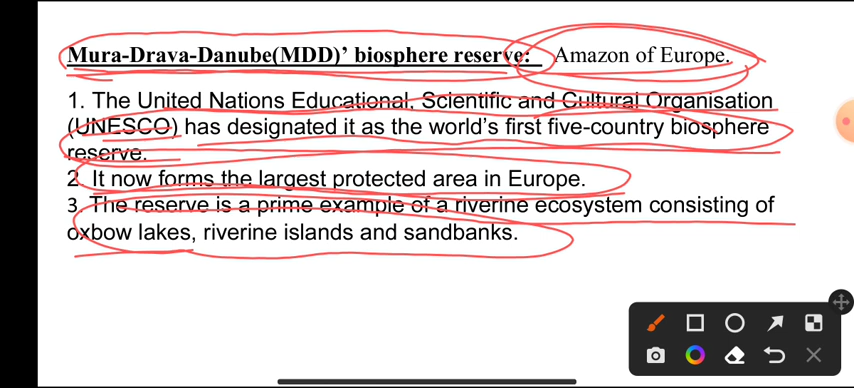 Mura-Drava-Danube(MDD)’ biosphere reserve: Amazon of Europe.
1. The United Nations Educational, Scientific and Cultural Organisation
(UNESCO) has designated it as the world’s first five-country biosphere
reserve.
2. It now forms the largest protected area in Europe.
3. The reserve is a prime example of a riverine ecosystem consisting of
oxbow lakes, riverine islands and sandbanks.